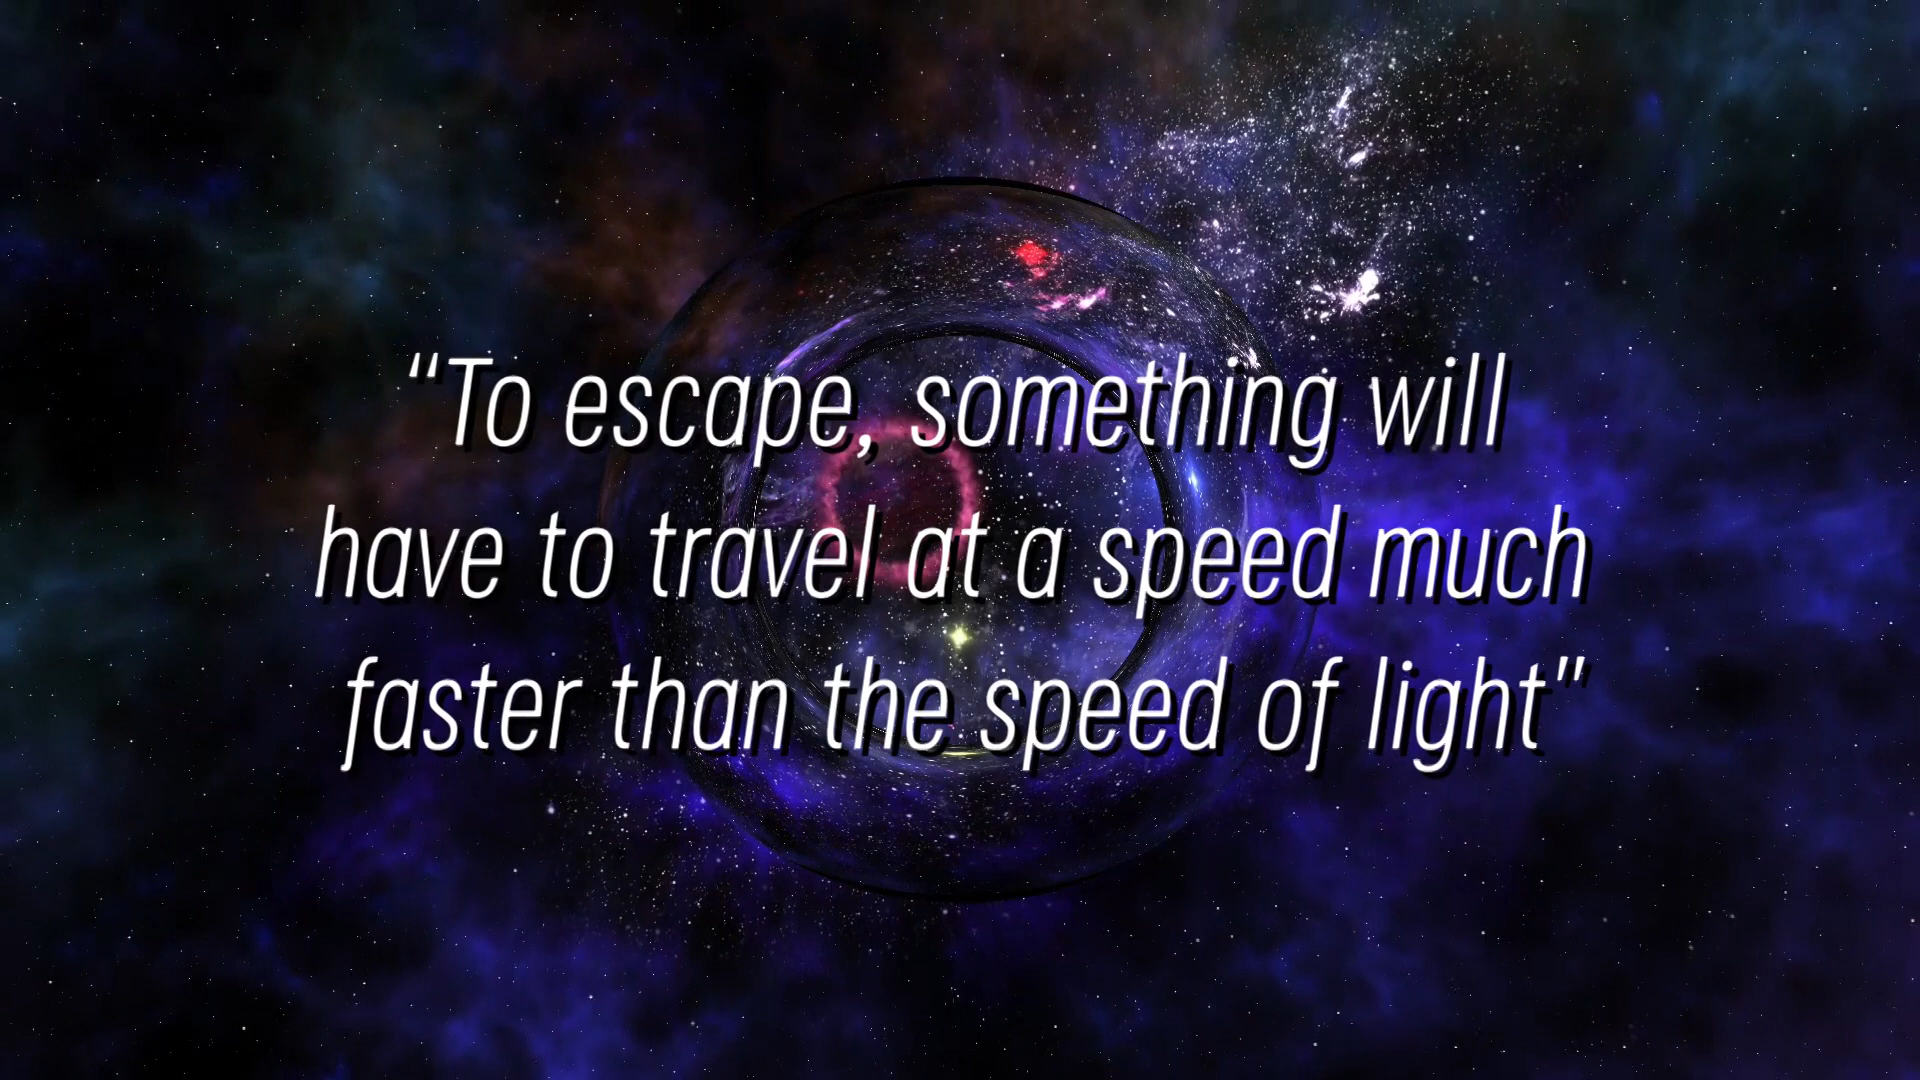 “To escape, something will
have to travel at a speed much
faster than the speed of light”